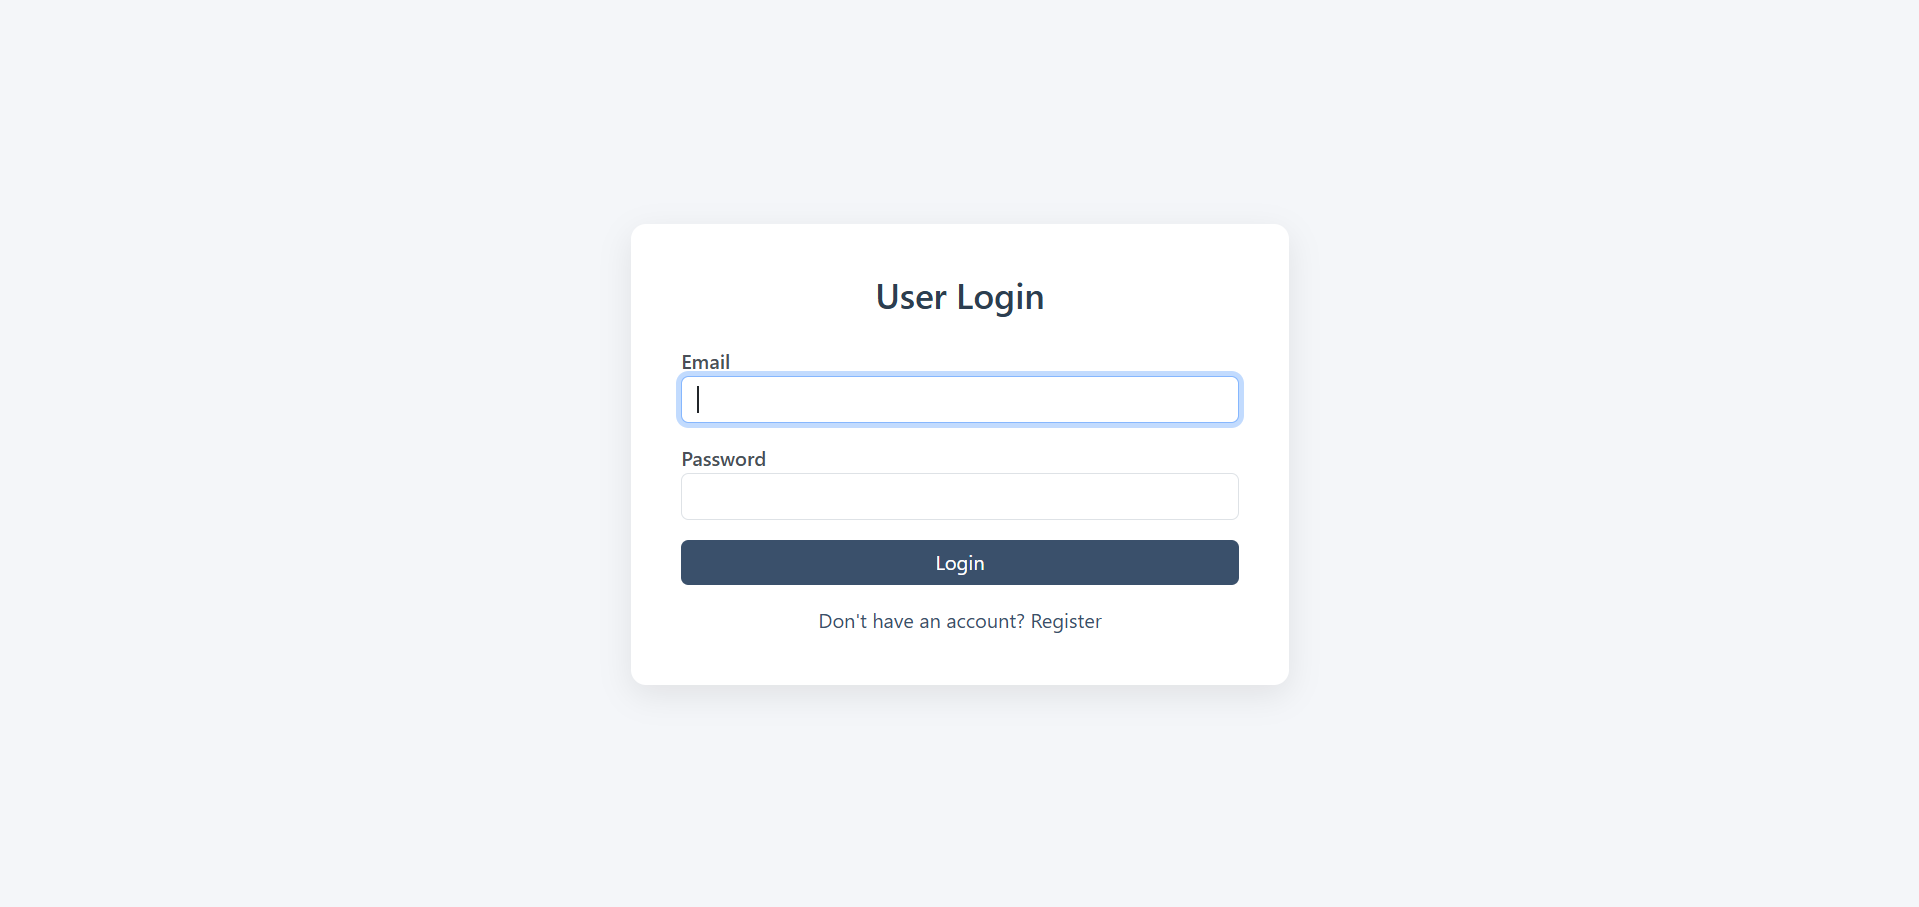 User Login
Email
Password
Login
Don't have an account? Register